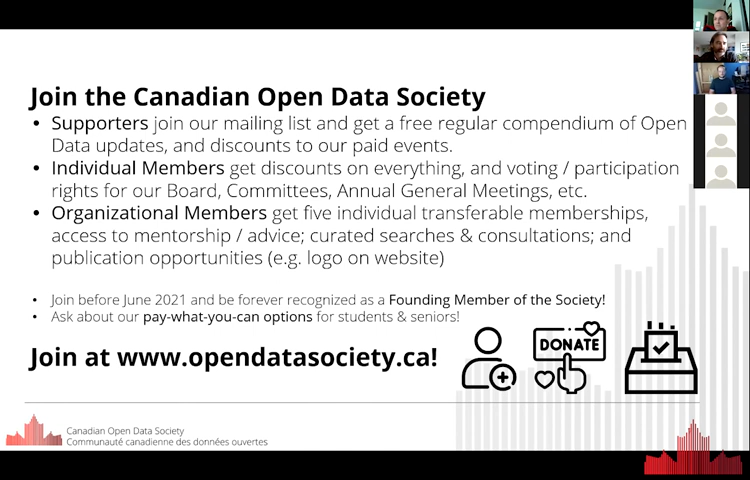 Join the Canadian Open Data Society
• Supporters join our mailing list and get a free regular compendium of Open
Data updates, and discounts to our paid events.
• Individual Members get discounts on everything, and voting / participation
rights for our Board, Committees, Annual General Meetings, etc.
• Organizational Members get five individual transferable memberships,
access to mentorship / advice; curated searches & consultations; and
publication opportunities (e.g. logo on website)
• Join before June 2021 and be forever recognized as a Founding Member of the Society!
• Ask about our pay-what-you-can options for students & seniors!
Join at www.opendatasociety.ca!
DONATE
Canadian Open Data Society
Communauté canadienne des données ouvertes